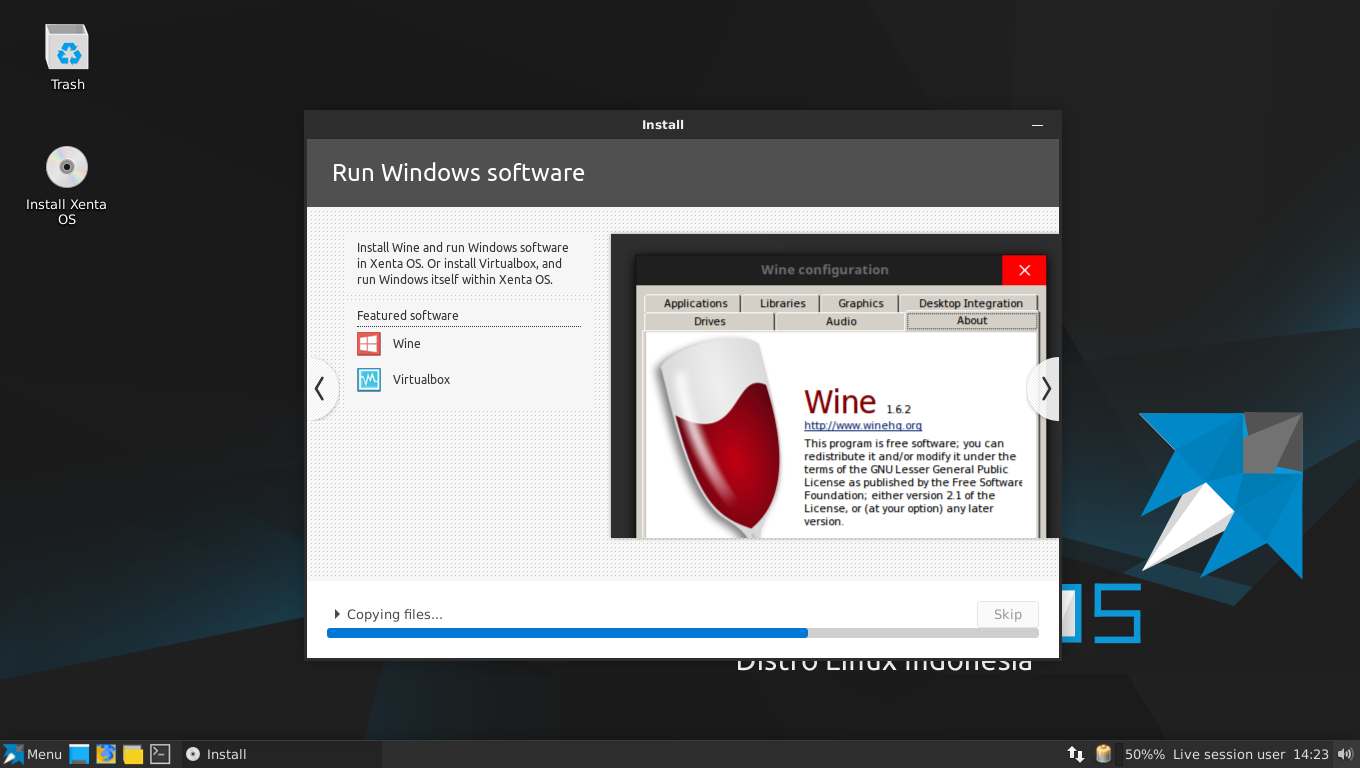 Trash
Install Xenta
OS
Install
Run Windows software
Install Wine and run Windows software
in Xenta OS. Or install Virtualbox, and
run Windows itself within Xenta OS.
Featured software
Wine
Virtualbox
Wine configuration
Applications Libraries Graphics Desktop Integration
Drives Audio About
Wine 1.6.2
http://www.winehq.org
This program is free software; you can
redistribute it and/or modify it under the
terms of the GNU Lesser General Public
License as published by the Free Software
Foundation; either version 2.1 of the
License, or (at your option) any later
version.
Copying files...
Skip
OS
Distro Linux Indonesia
Menu Install 50%% Live session user 14:23